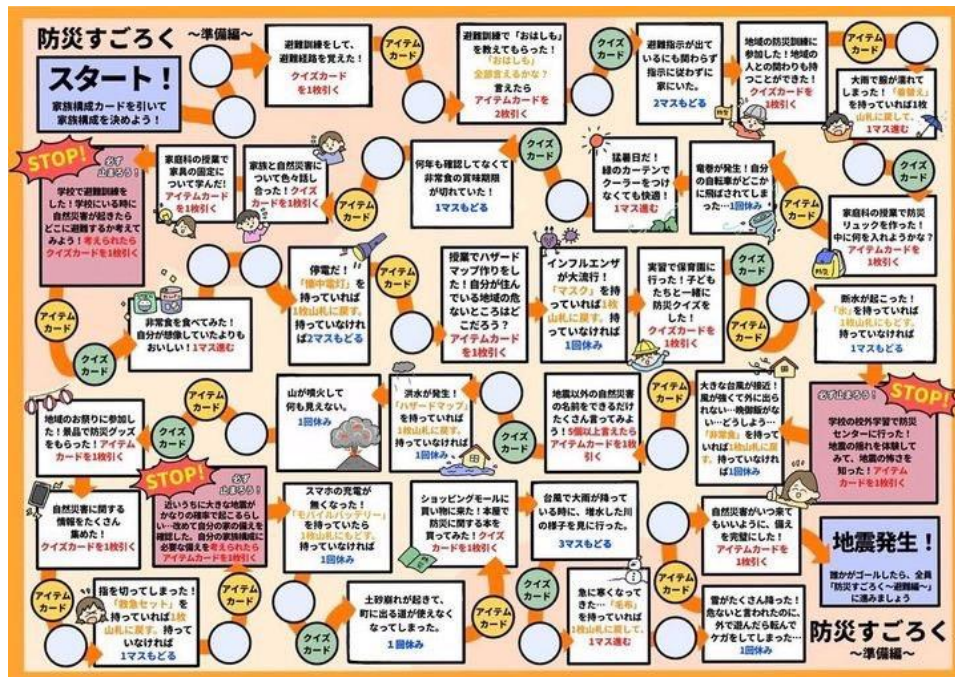 防災すごろく
～準備編～
スタート！
家族構成カードを引いて
家族構成を決めよう！
避難訓練をして、
避難経路を覚えた！
クイズカード
を1枚引く
アイテム
カード
避難訓練で「おはしも」
を教えてもらった！
「おはしも」
全部言えるかな？
言えたら
アイテムカードを
2枚引く
クイズ
カード
避難指示が出て
いるにも関わらず
指示に従わずに
家にいた。
2マスもどる
地域の防災訓練に
参加した！地域の
人との関わりも持
つことができた！
クイズカードを
1枚引く
アイテム
カード
大雨で服が濡れて
しまった！「着替え」
を持っていれば1枚
山札に戻して、
1マス進む
クイズ
カード
家庭科の授業で防災
リュックを作った！
中に何を入れようかな？
アイテムカードを
1枚引く
アイテム
カード
竜巻が発生！自分
の自転車がどこか
に飛ばされてしま
った…1回休み
猛暑日だ！
緑のカーテンで
クーラーをつけ
なくても快適！
1マス進む
クイズ
カード
何年も確認してなくて
非常食の賞味期限
が切れていた！
1マスもどる
アイテム
カード
家族と自然災害に
ついて色々話し
合った！クイズ
カードを1枚引く
家庭科の授業で
家具の固定に
ついて学んだ！
アイテムカード
を1枚引く
STOP!
必ず
止まろう！
学校で避難訓練を
した！学校にいる時に
自然災害が起きたら
どこに避難するか考えて
みよう！考えられたら
クイズカードを1枚引く
アイテム
カード
クイズ
カード
非常食を食べてみた！
自分が想像していたよりも
おいしい！1マス進む
停電だ！
「懐中電灯」を
持っていれば
1枚山札に戻す。
持っていなけれ
ば2マスもどる
アイテム
カード
授業でハザード
マップ作りをし
た！自分が住ん
でいる地域の危
ないところはど
こだろう？
アイテムカード
を1枚引く
インフルエンザ
が大流行！
「マスク」を持
っていれば1枚
山札に戻す。持
っていなければ
1回休み
実習で保育園に
行った！子ども
たちと一緒に
防災クイズを
した！
クイズカードを
1枚引く
クイズ
カード
アイテム
カード
断水が起こった！
「水」を持っていれば
1枚山札にもどす。
持っていなければ
1マスもどる
STOP!
必ず止まろう！
学校の校外学習で防災
センターに行った！
地震の揺れを体験し
てみて、地震の怖さを
知った！アイテム
カードを1枚引く
大きな台風が接近！
風が強くて外に出ら
れない…晩御飯がな
い…どうしよう…
「非常食」を持って
いれば1枚山札に戻
す。持っていなければ
1回休み
アイテム
カード
アイテム
カード
地震以外の自然災害
の名前をできるだけ
たくさん言ってみよ
う！5個以上言えたら
アイテムカードを1枚
引く
クイズ
カード
洪水が発生！
「ハザードマップ」
を持っていれば
1枚山札に戻す。
持っていなければ
1回休み
山が噴火して
何も見えない。
1回休み
アイテム
カード
クイズ
カード
地域のお祭りに参加し
た！景品で防災グッズ
をもらった！アイテム
カードを1枚引く
自然災害に関する
情報をたくさん
集めた！
クイズカードを1枚引く
アイテム
カード
クイズ
カード
指を切ってしまった！
「救急セット」を
持っていれば1枚
山札に戻す。持って
いなければ
1マスもどる
アイテム
カード
STOP!
必ず
止まろう！
近いうちに大きな地震が
かなりの確率で起こるらし
い…改めて自分の家の備えを
確認した。自分の家族構成に
必要な備えを考えられたら
アイテムカードを3枚引く
クイズ
カード
スマホの充電が
無くなった！
「モバイルバッテリー」
を持っていたら
1枚山札にもどす、
持っていなければ
1回休み
土砂崩れが起きて、
町に出る道が使えなく
なってしまった。
1回休み
アイテム
カード
ショッピングモールに
買い物に来た！本屋で
防災に関する本を
買ってみた！クイズ
カードを1枚引く
台風で大雨が降って
いる時に、増水した川
の様子を見に行った。
3マスもどる
クイズ
カード
急に寒くなって
きた…「毛布」
を持っていれば
1枚山札に戻して、
1マス進む
雪がたくさん降った！
危ないと言われたのに、
外で遊んだら転んで
ケガをしてしまった…
1回休み
アイテム
カード
自然災害がいつ来て
もいいように、備え
を完璧にした！
アイテムカードを
1枚引く
地震発生！
誰かがゴールしたら、全員
「防災すごろく～避難編～」
に進みましょう
防災すごろく
～準備編～